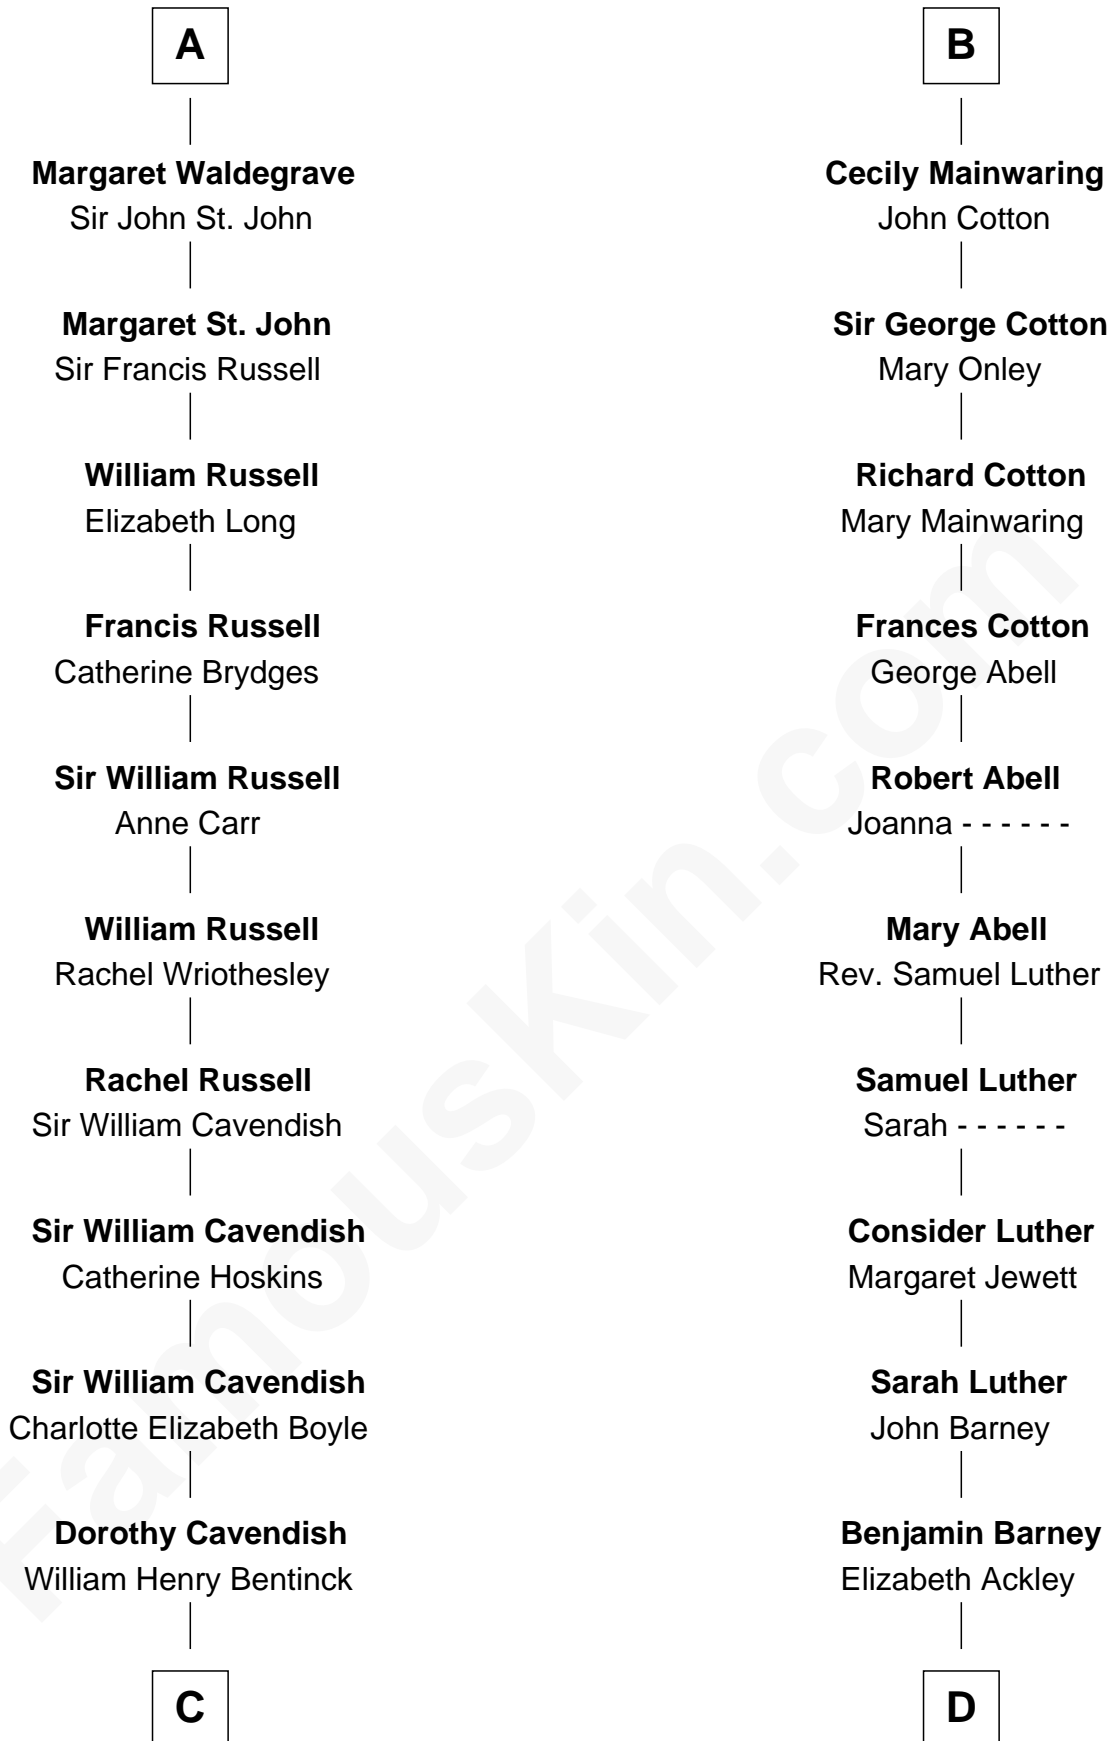 A
Margaret Waldegrave
Sir John St. John
Margaret St. John
Sir Francis Russell
William Russell
Elizabeth Long
Francis Russell
Catherine Brydges
Sir William Russell
Anne Carr
William Russell
Rachel Wriothesley
Rachel Russell
Sir William Cavendish
Sir William Cavendish
Catherine Hoskins
Sir William Cavendish
Charlotte Elizabeth Boyle
Dorothy Cavendish
William Henry Bentinck
C
B
Cecily Mainwaring
John Cotton
Sir George Cotton
Mary Onley
Richard Cotton
Mary Mainwaring
Frances Cotton
George Abell
Robert Abell
Joanna - - - - - -
Mary Abell
Rev. Samuel Luther
Samuel Luther
Sarah - - - - - -
Consider Luther
Margaret Jewett
Sarah Luther
John Barney
Benjamin Barney
Elizabeth Ackley
D
FamousKin.com